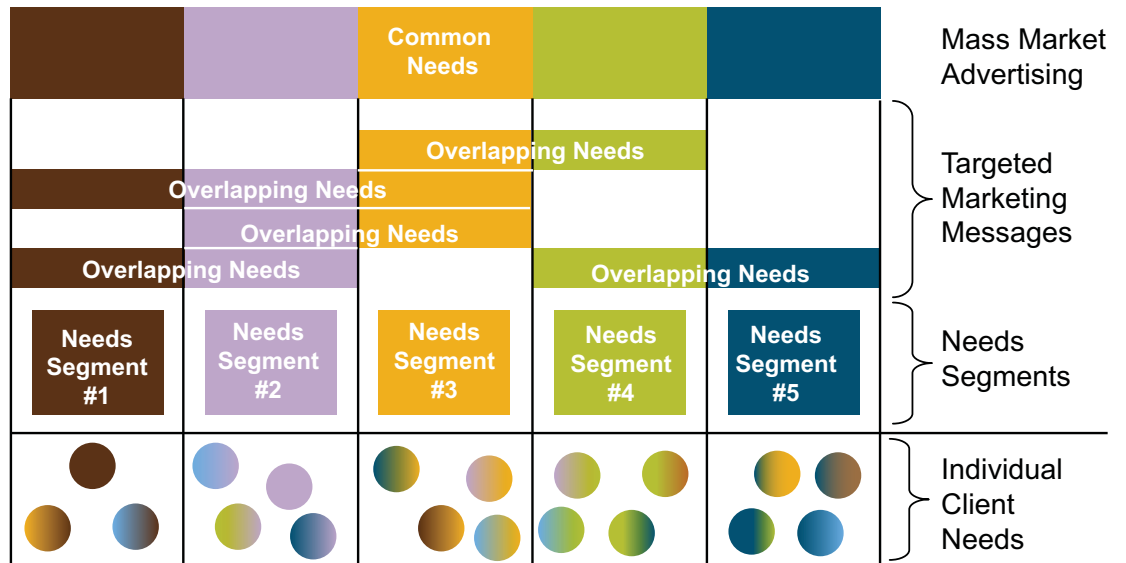 Common
Needs
Mass Market
Advertising
Overlapping Needs
Overlapping Needs
Overlapping Needs
Overlapping Needs
Overlapping Needs
Targeted
Marketing
Messages
Needs
Segment
#1
Needs
Segment
#2
Needs
Segment
#3
Needs
Segment
#4
Needs
Segment
#5
Needs
Segments
Individual
Client
Needs